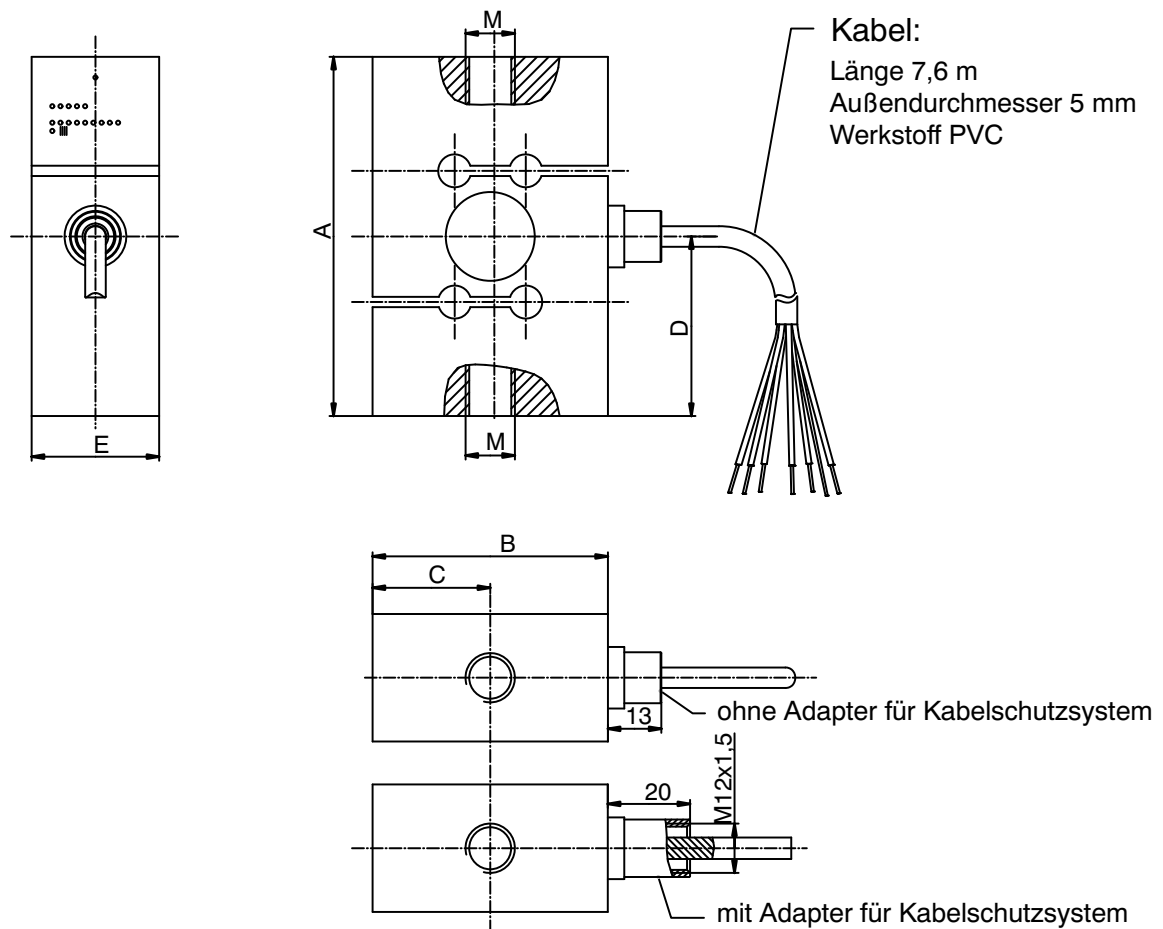 M
Kabel:
Länge 7,6 m
Außendurchmesser 5 mm
Werkstoff PVC
A
D
M
E
B
C
13
ohne Adapter für Kabelschutzsystem
20
M12x1,5
mit Adapter für Kabelschutzsystem